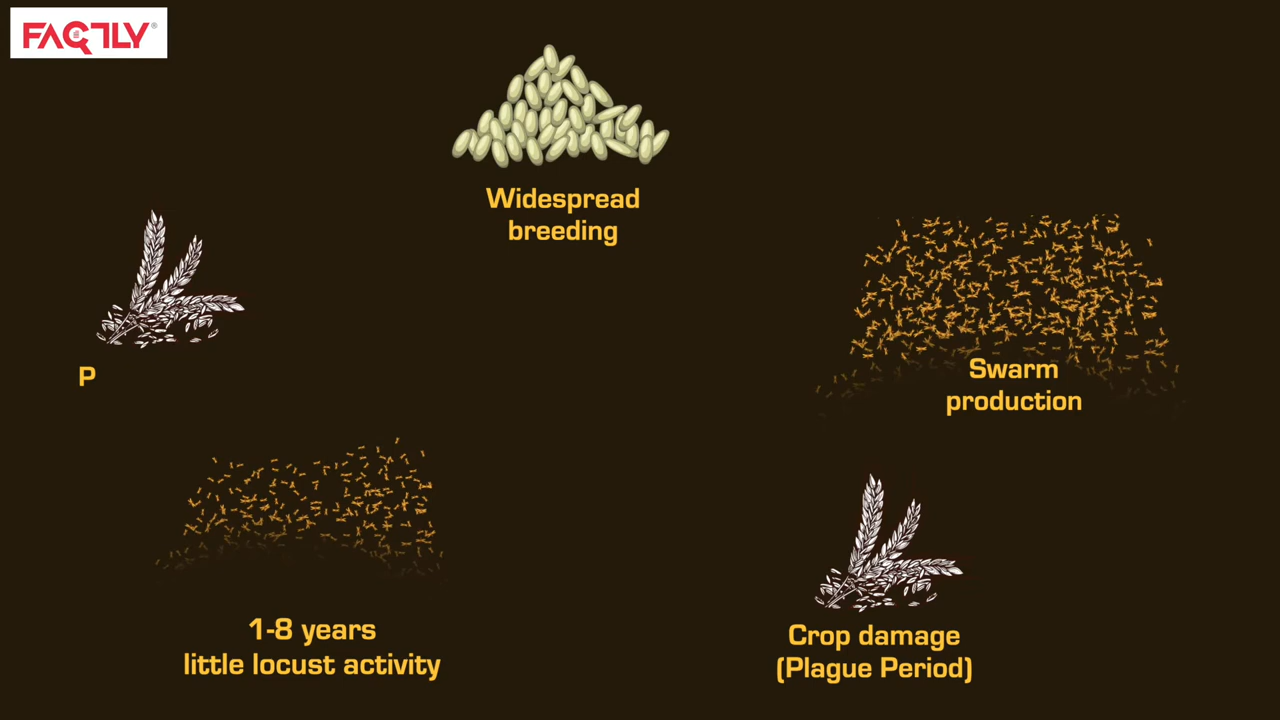 FACTLY®
Widespread
breeding
Swarm
production
P
1-8 years
little locust activity
Crop damage
(Plague Period)